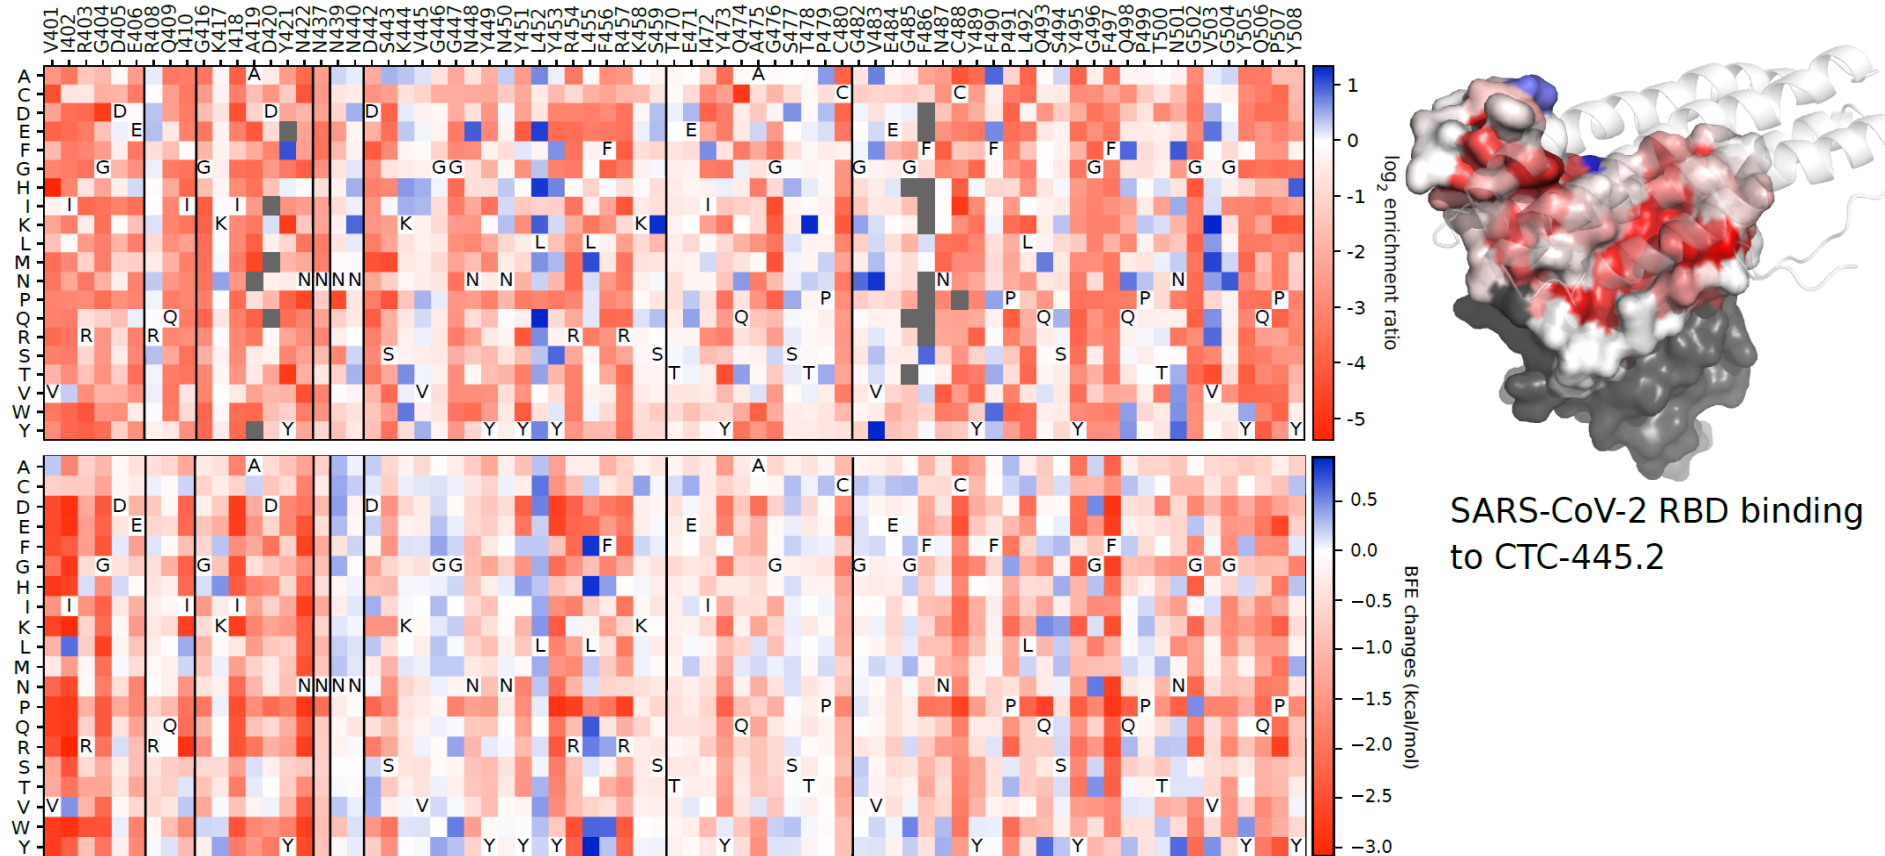 V401 I402 R403 G404 D405 E406 R408 Q409 I410 G416 K417 I418 A419 D420 Y421 N422 N437 N439 N440 D442 S443 K444 V445 G446 G447 N448 Y449 N450 Y451 L452 Y453 R454 L455 F456 R457 K458 S459 T470 E471 I472 Y473 Q474 A475 G476 S477 T478 P479 C480 G482 V483 E484 G485 F486 N487 C488 Y489 F490 P491 L492 Q493 S494 Y495 G496 F497 Q498 P499 T500 N501 G502 V503 G504 Y505 Q506 P507 Y508
A A A
C C C
D D D D
E E E E
F F F F
G G G G G G G G G G G
H
I I I I I
K K K K
L L L L
M
N N N N N N N N N
P P P P P
Q Q Q Q Q Q
R R R R R
S S S S S
T T T T
V V V V V
W
Y Y Y Y Y Y Y Y Y Y
1
0
-1
-2
-3
-4
-5
log2 enrichment ratio
A A A
C C C
D D D D
E E E E
F F F F F
G G G G G G G G G G G
H
I I I I I
K K K K
L L L L
M
N N N N N N N N N
P P P P P
Q Q Q Q Q Q
R R R R R
S S S S S
T T T T
V V V V V
W
Y Y Y Y Y Y Y Y Y Y
0.5
0.0
−0.5
−1.0
−1.5
−2.0
−2.5
−3.0
BFE changes (kcal/mol)
SARS-CoV-2 RBD binding
to CTC-445.2